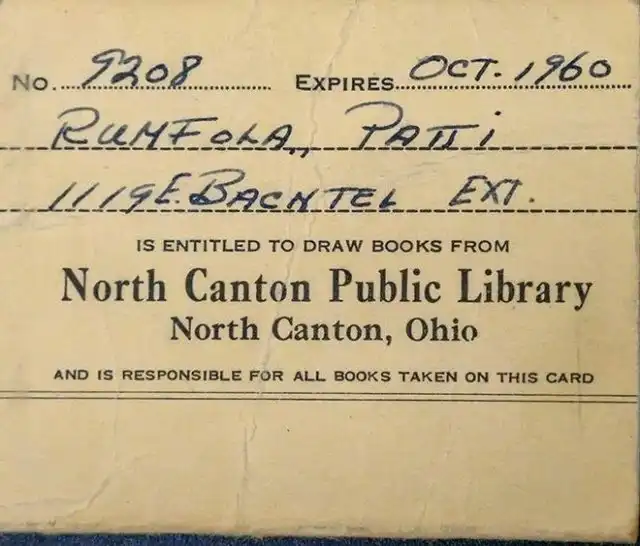 No. 9208 Expires Oct. 1960
Rumfola, Patti
1119 E. Bachtel Ext.
IS ENTITLED TO DRAW BOOKS FROM
North Canton Public Library
North Canton, Ohio
AND IS RESPONSIBLE FOR ALL BOOKS TAKEN ON THIS CARD